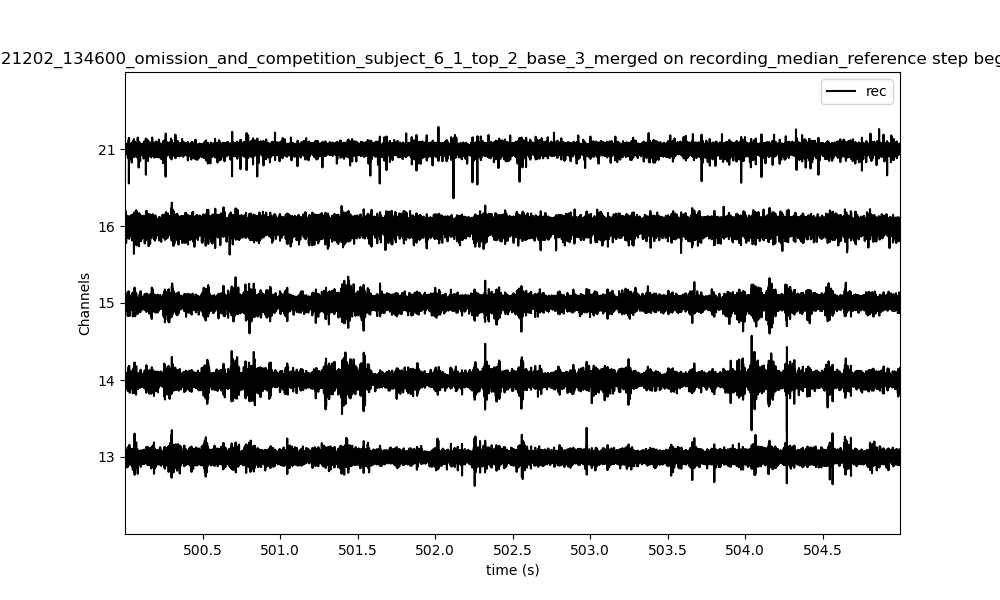 21202_134600_omission_and_competition_subject_6_1_top_2_base_3_merged on recording_median_reference step beg
rec
21
16
15
14
13
Channels
500.5 501.0 501.5 502.0 502.5 503.0 503.5 504.0 504.5
time (s)